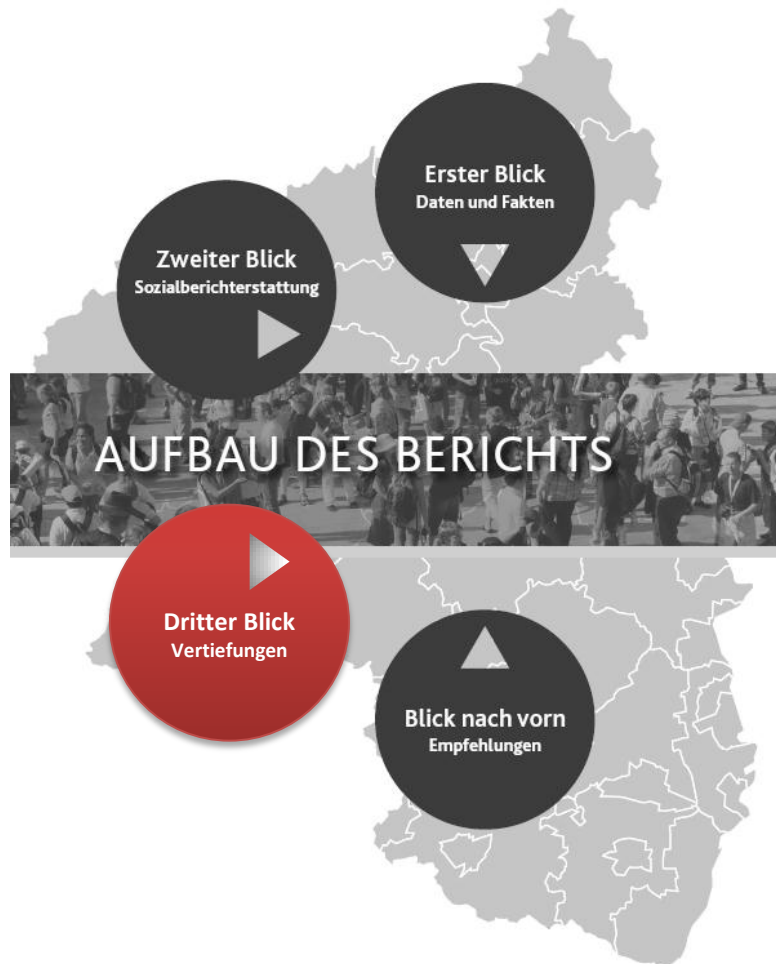 Erster Blick
Daten und Fakten
Zweiter Blick
Sozialberichterstattung
AUFBAU DES BERICHTS
Dritter Blick
Vertiefungen
Blick nach vorn
Empfehlungen